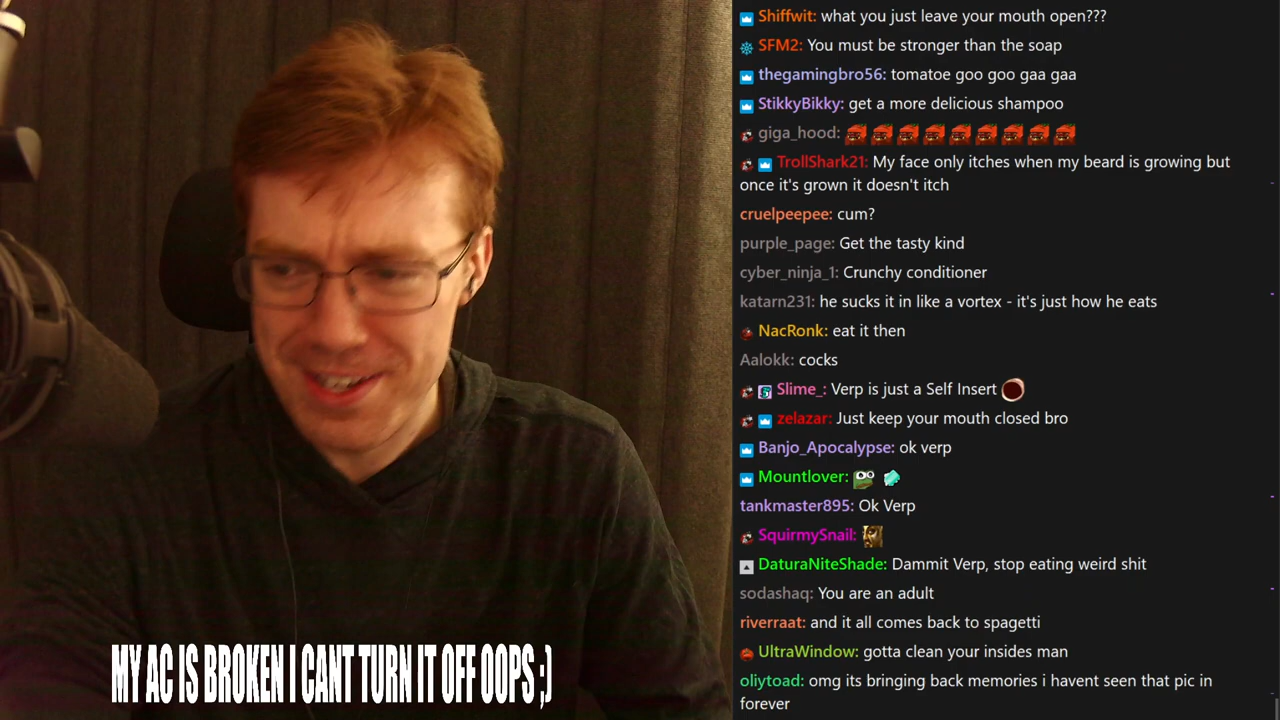 Shiffwit: what you just leave your mouth open???
SFM2: You must be stronger than the soap
thegamingbro56: tomatoe goo goo gaa gaa
StikkyBikky: get a more delicious shampoo
giga_hood:
TrollShark21: My face only itches when my beard is growing but
once it's grown it doesn't itch
cruelpeepee: cum?
purple_page: Get the tasty kind
cyber_ninja_1: Crunchy conditioner
katarn231: he sucks it in like a vortex - it's just how he eats
NacRonk: eat it then
Aalokk: cocks
Slime_: Verp is just a Self Insert
zelazar: Just keep your mouth closed bro
Banjo_Apocalypse: ok verp
Mountlover:
tankmaster895: Ok Verp
SquirmySnail:
DaturaNiteShade: Dammit Verp, stop eating weird shit
sodashaq: You are an adult
riverraat: and it all comes back to spagetti
UltraWindow: gotta clean your insides man
oliytoad: omg its bringing back memories i havent seen that pic in
forever
MY AC IS BROKEN I CANT TURN IT OFF OOPS ;)